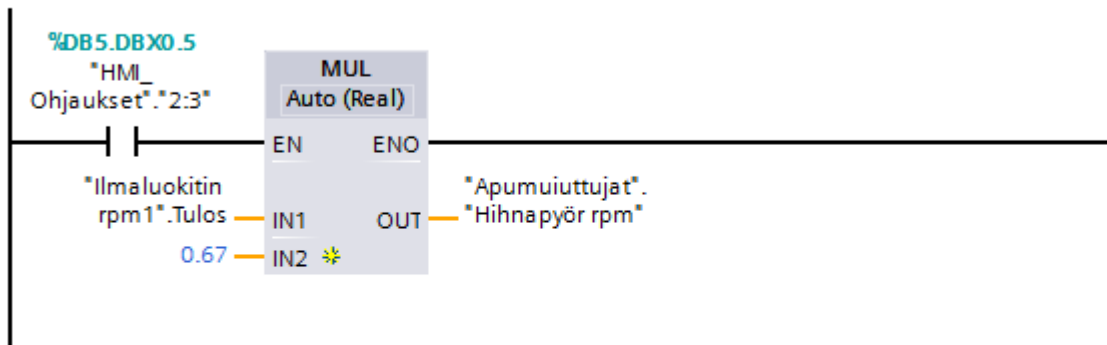 %DB5.DBX0.5
"HMI_
Ohjaukset"."2:3"
MUL
Auto (Real)
EN ENO
"Ilmaluokitin
rpm1".Tulos
IN1
OUT
"Apumuiuttujat".
"Hihnapyör rpm"
0.67
IN2